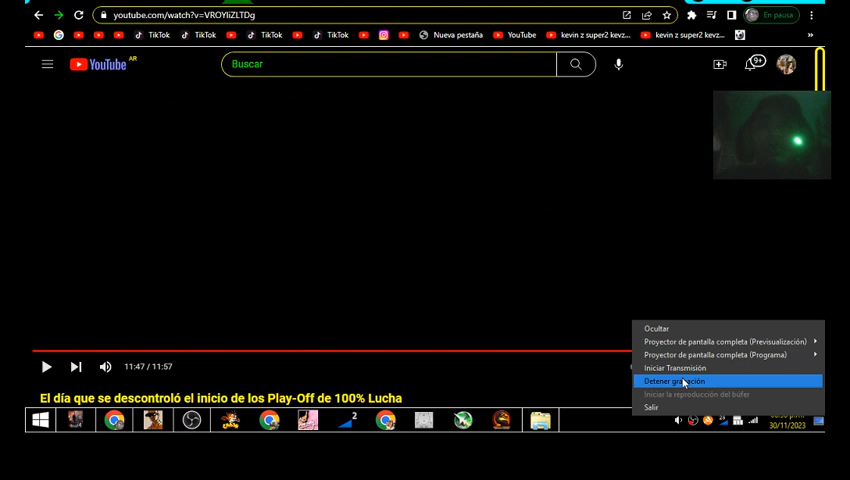 youtube.com/watch?v=VROYliZLTDg
En pausa
TikTok
TikTok
TikTok
TikTok
Nueva pestaña
YouTube
kevin z super2 kevz...
kevin z super2 kevz...
»
YouTube AR
Buscar
9+
11:47 / 11:57
Ocultar
Proyector de pantalla completa (Previsualización)
Proyector de pantalla completa (Programa)
Iniciar Transmisión
Detener grabación
Iniciar la reproducción del búfer
Salir
El día que se descontroló el inicio de los Play-Off de 100% Lucha
2
30/11/2023